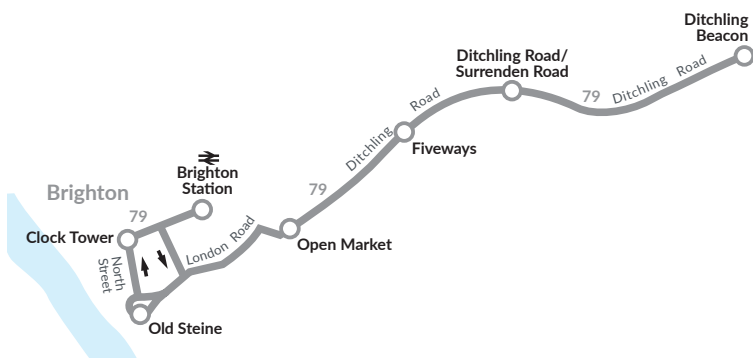 Ditchling
Beacon
Ditchling Road/
Surrenden Road
79
Ditchling Road
Road
Ditchling
Fiveways
79
Brighton
Station
Brighton
79
Clock Tower
London Road
Open Market
North
Street
Old Steine